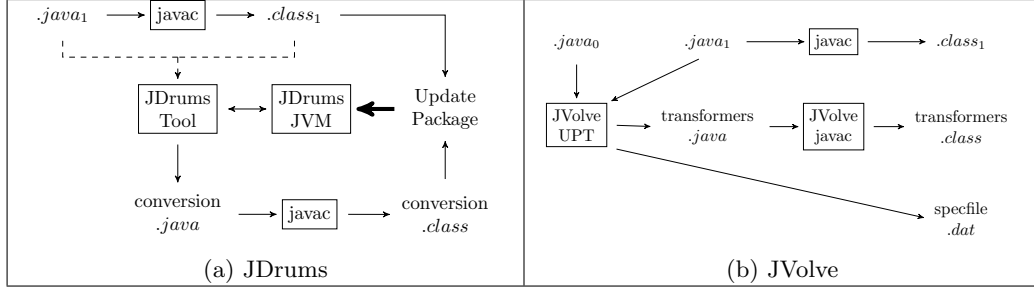 .java₁
javac
.class₁
JDrums
Tool
JDrums
JVM
Update
Package
conversion
.java
javac
conversion
.class
(a) JDrums
.java₀
.java₁
javac
.class₁
JVolve
UPT
transformers
.java
JVolve
javac
transformers
.class
specfile
.dat
(b) JVolve